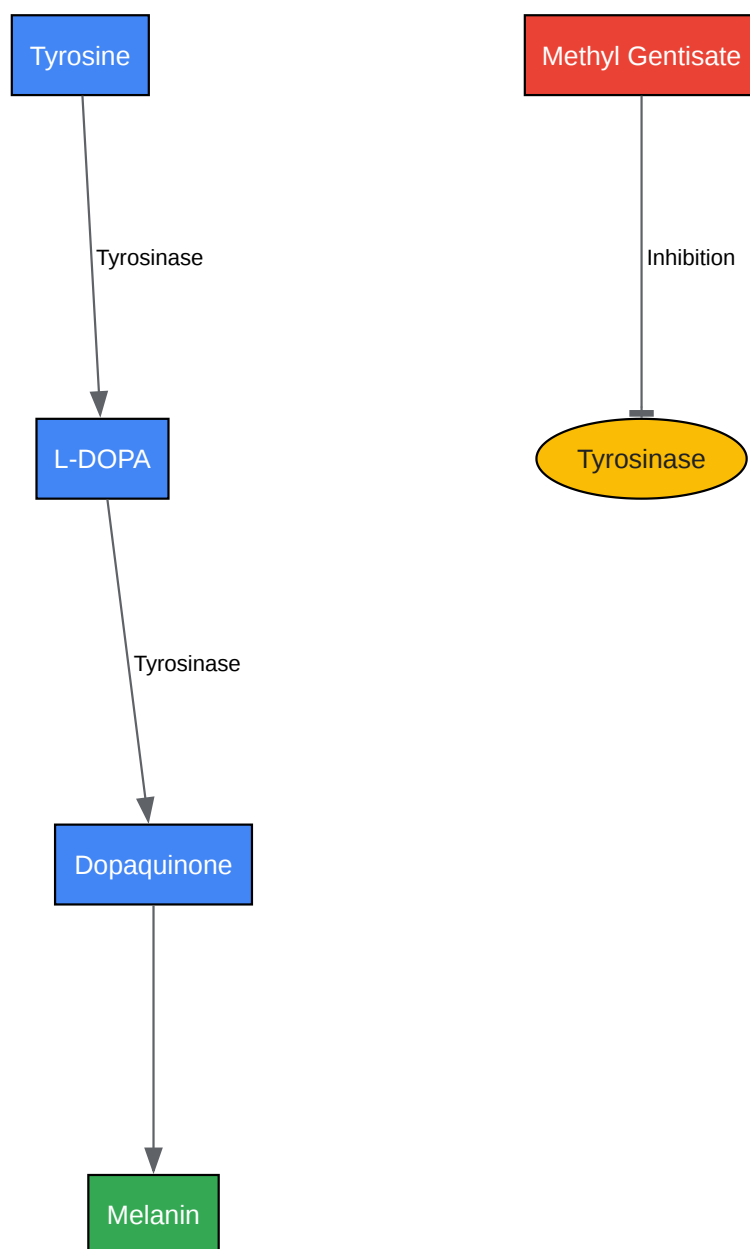 Tyrosine
Methyl Gentisate
Tyrosinase
Inhibition
L-DOPA
Tyrosinase
Tyrosinase
Dopaquinone
Melanin